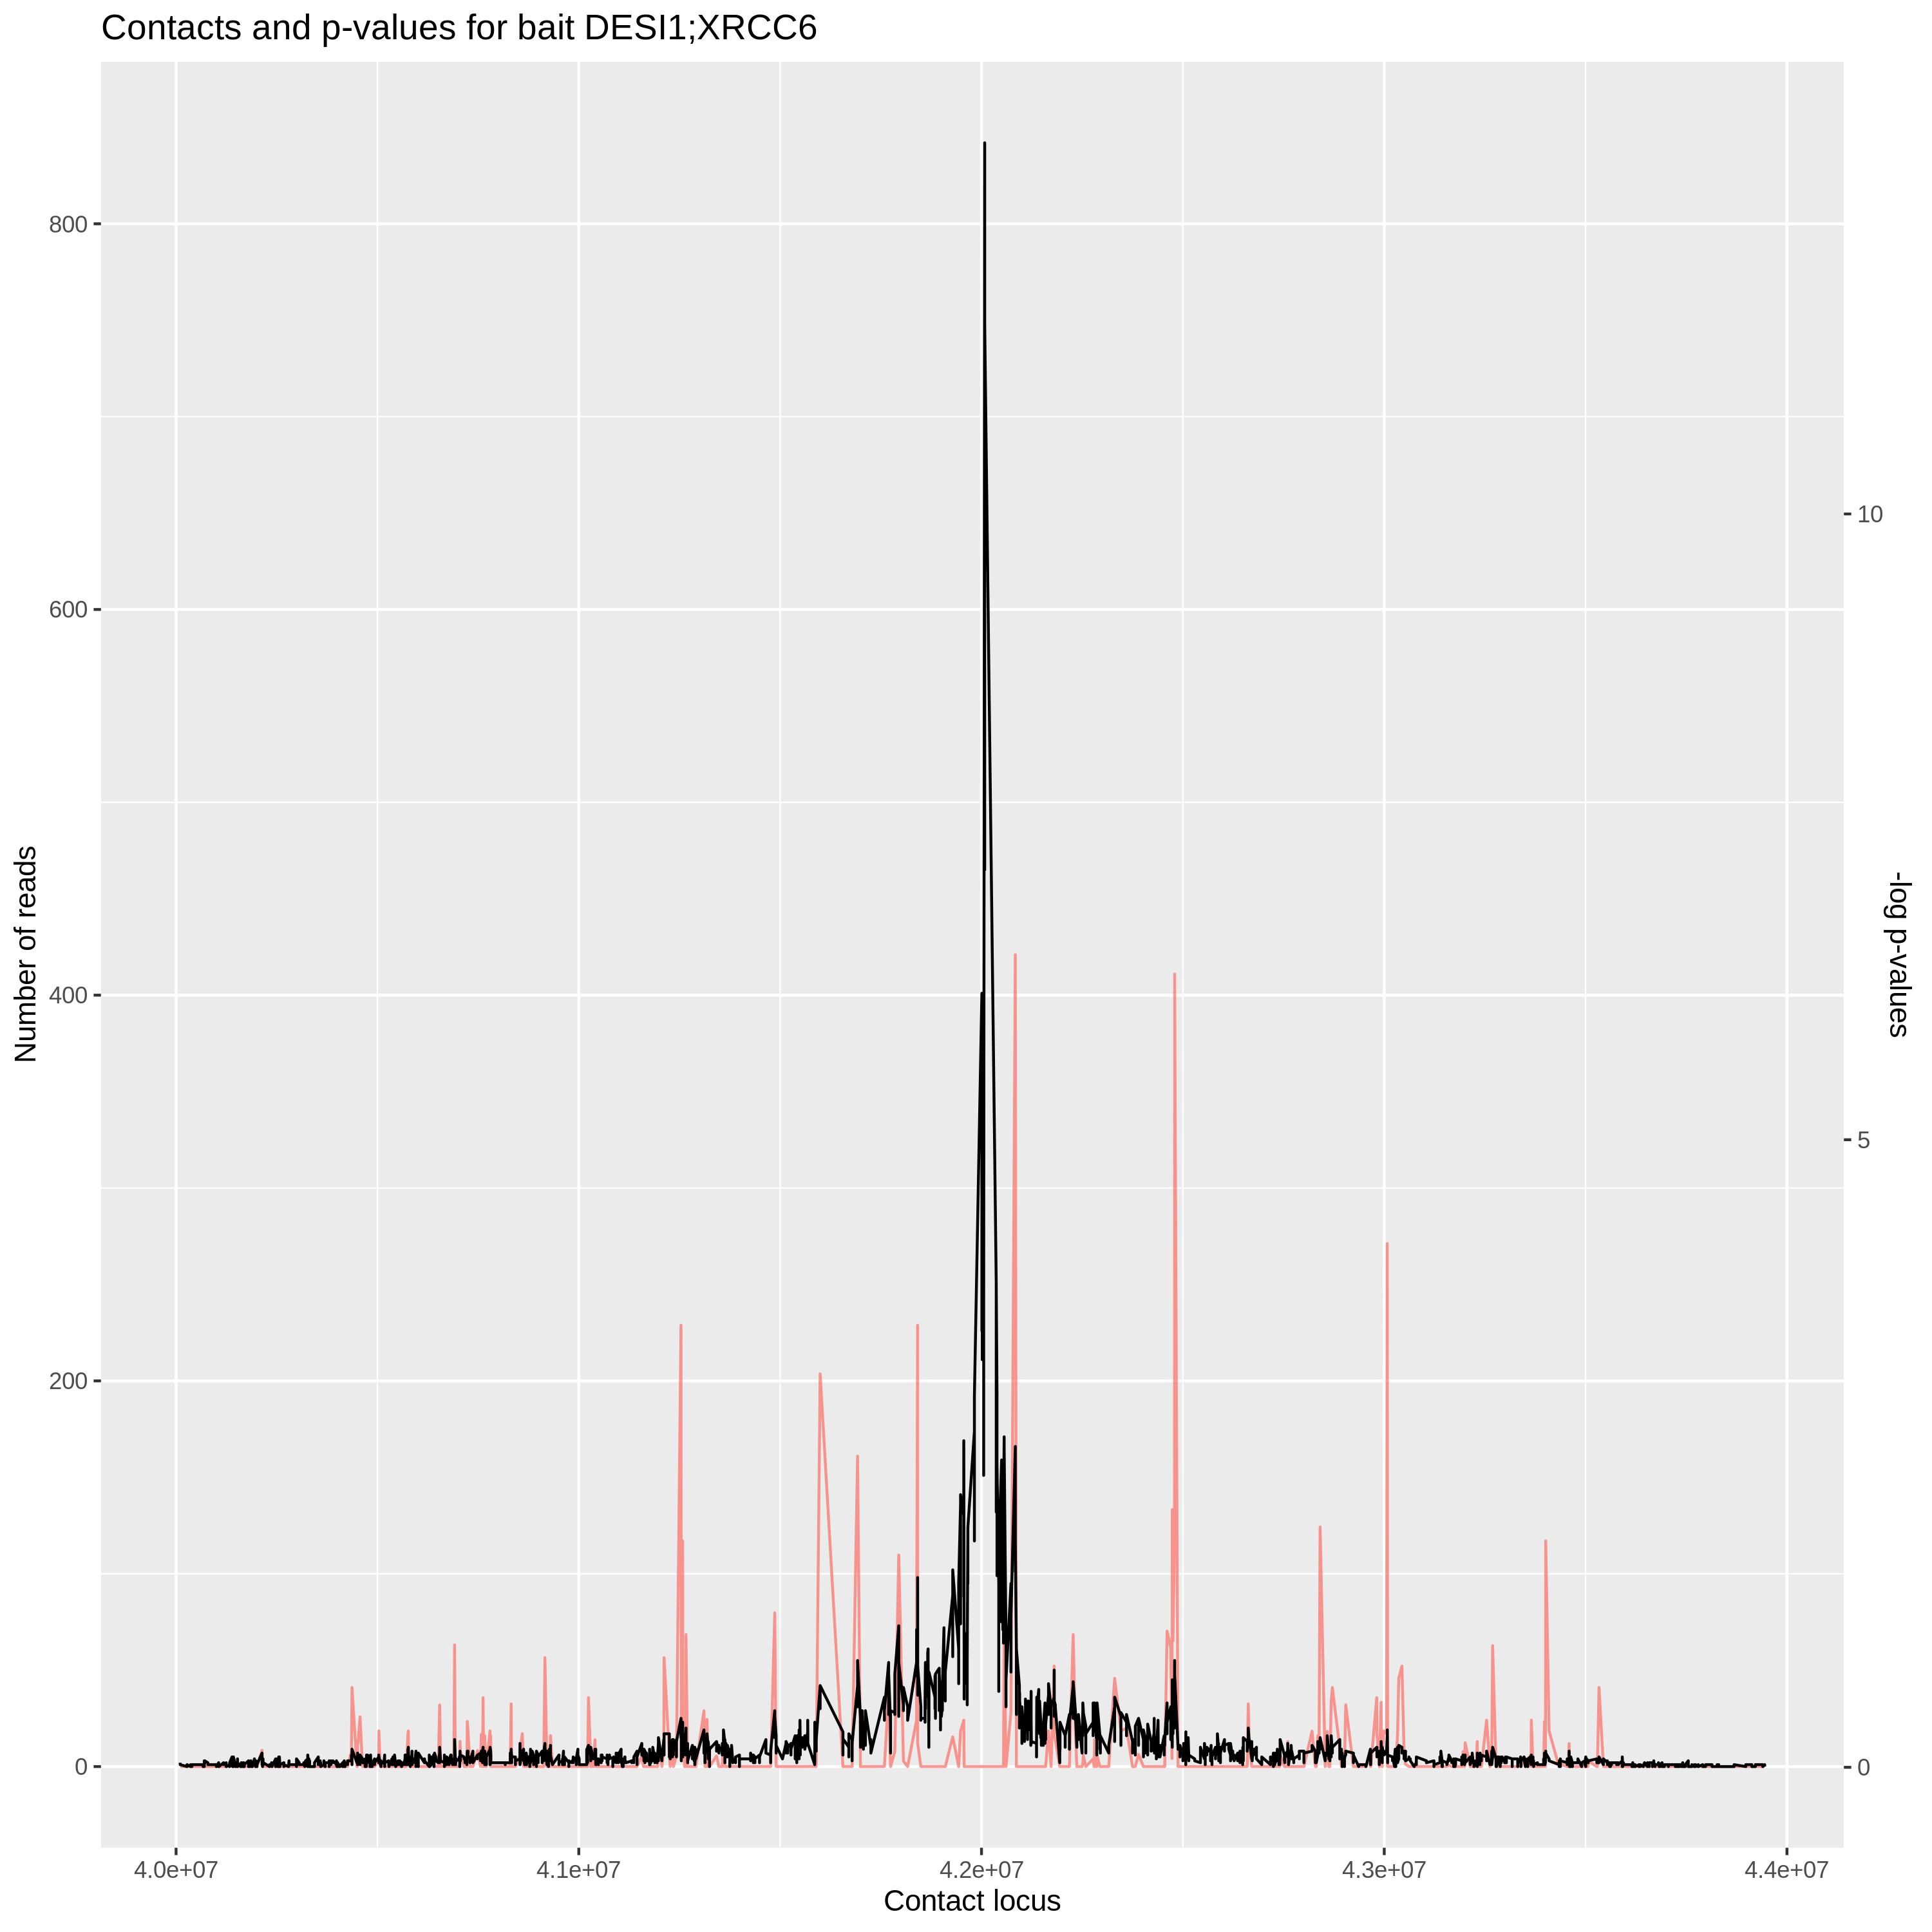 Contacts and p-values for bait DESI1;XRCC6
800
600
400
200
0
Number of reads
10
5
0
-log p-values
4.0e+07
4.1e+07
4.2e+07
4.3e+07
4.4e+07
Contact locus